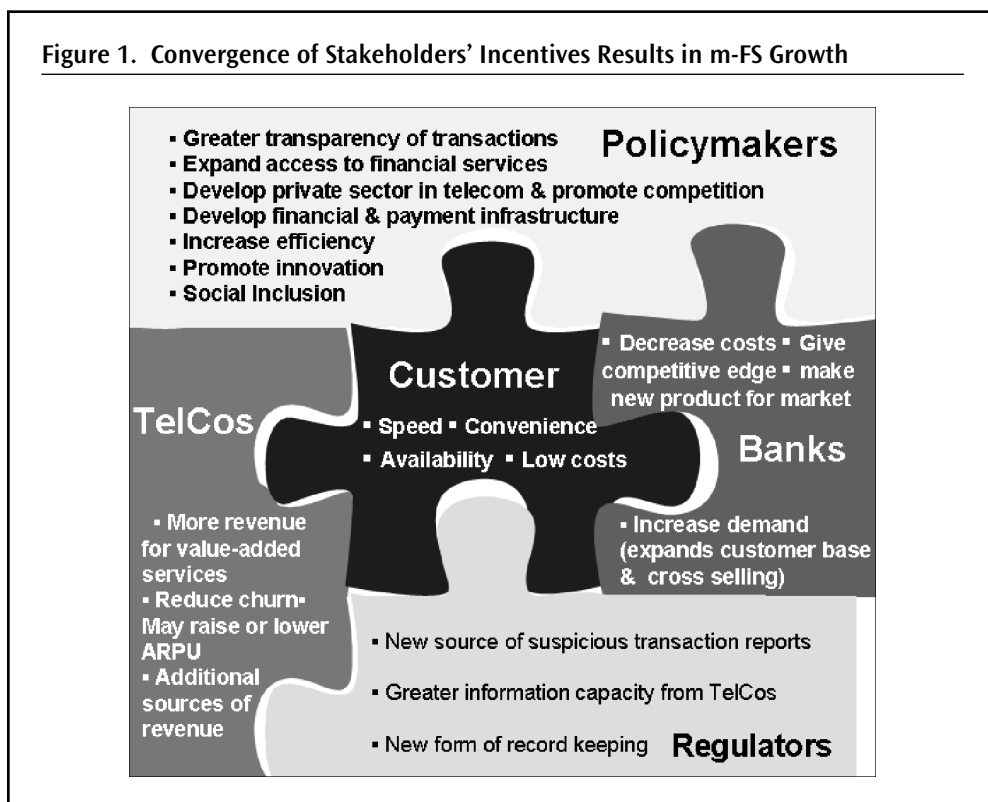 Figure 1. Convergence of Stakeholders' Incentives Results in m-FS Growth
Policymakers
▪ Greater transparency of transactions
▪ Expand access to financial services
▪ Develop private sector in telecom & promote competition
▪ Develop financial & payment infrastructure
▪ Increase efficiency
▪ Promote innovation
▪ Social Inclusion
Customer
▪ Speed ▪ Convenience
▪ Availability ▪ Low costs
▪ Decrease costs ▪ Give
competitive edge ▪ make
new product for market
Banks
▪ Increase demand
(expands customer base
& cross selling)
TelCos
▪ More revenue
for value-added
services
▪ Reduce churn▪
May raise or lower
ARPU
▪ Additional
sources of
revenue
▪ New source of suspicious transaction reports
▪ Greater information capacity from TelCos
▪ New form of record keeping
Regulators